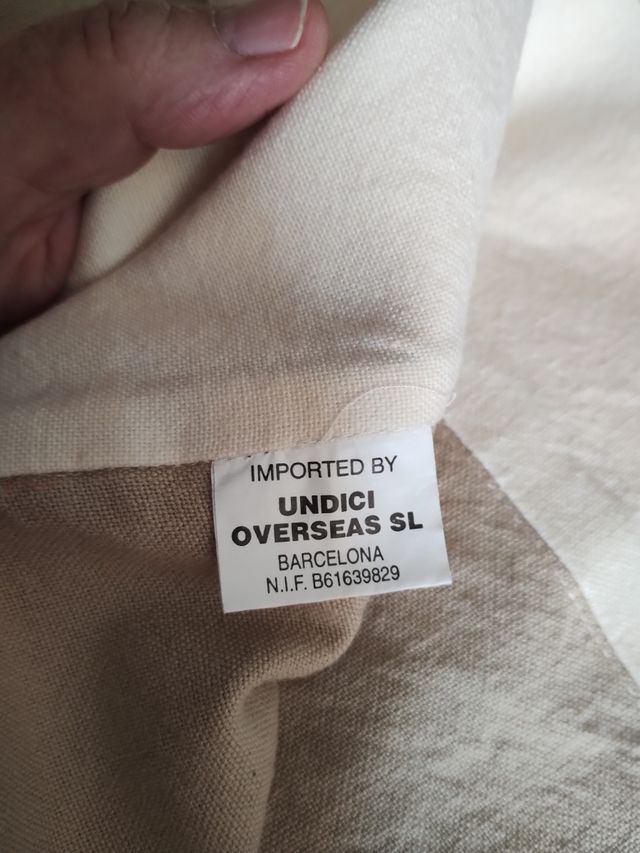 IMPORTED BY
UNDICI
OVERSEAS SL
BARCELONA
N.I.F. B61639829